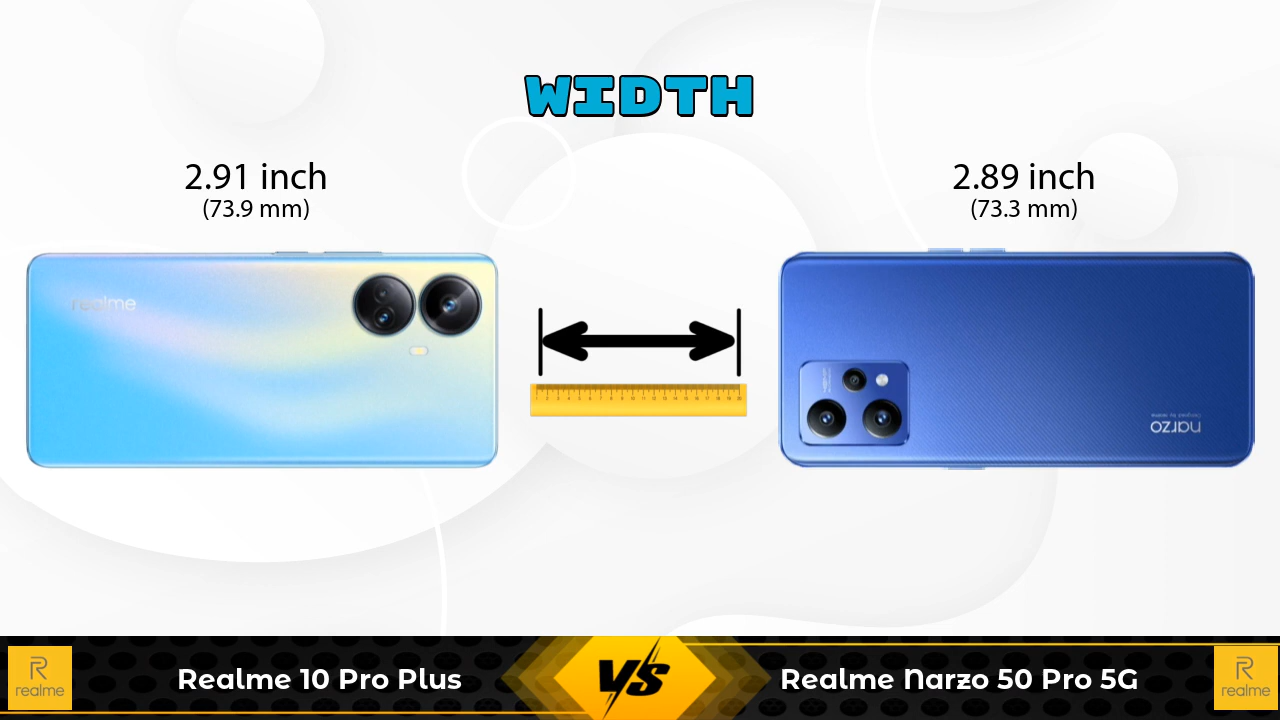 WIDTH
2.91 inch
(73.9 mm)
2.89 inch
(73.3 mm)
realme
narzo
Realme 10 Pro Plus
VS
Realme Narzo 50 Pro 5G
R
realme
R
realme